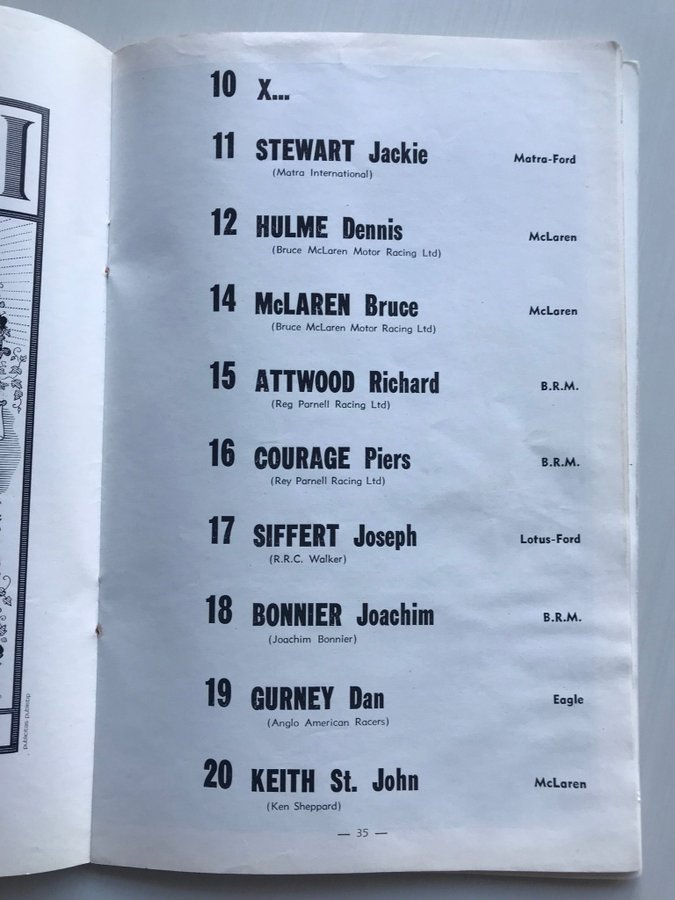 10 X...
11 STEWART Jackie Matra-Ford
(Matra International)
12 HULME Dennis McLaren
(Bruce McLaren Motor Racing Ltd)
14 McLAREN Bruce McLaren
(Bruce McLaren Motor Racing Ltd)
15 ATTWOOD Richard B.R.M.
(Reg Parnell Racing Ltd)
16 COURAGE Piers B.R.M.
(Rey Parnell Racing Ltd)
17 SIFFERT Joseph Lotus-Ford
(R.R.C. Walker)
18 BONNIER Joachim B.R.M.
(Joachim Bonnier)
19 GURNEY Dan Eagle
(Anglo American Racers)
20 KEITH St. John McLaren
(Ken Sheppard)
— 35 —